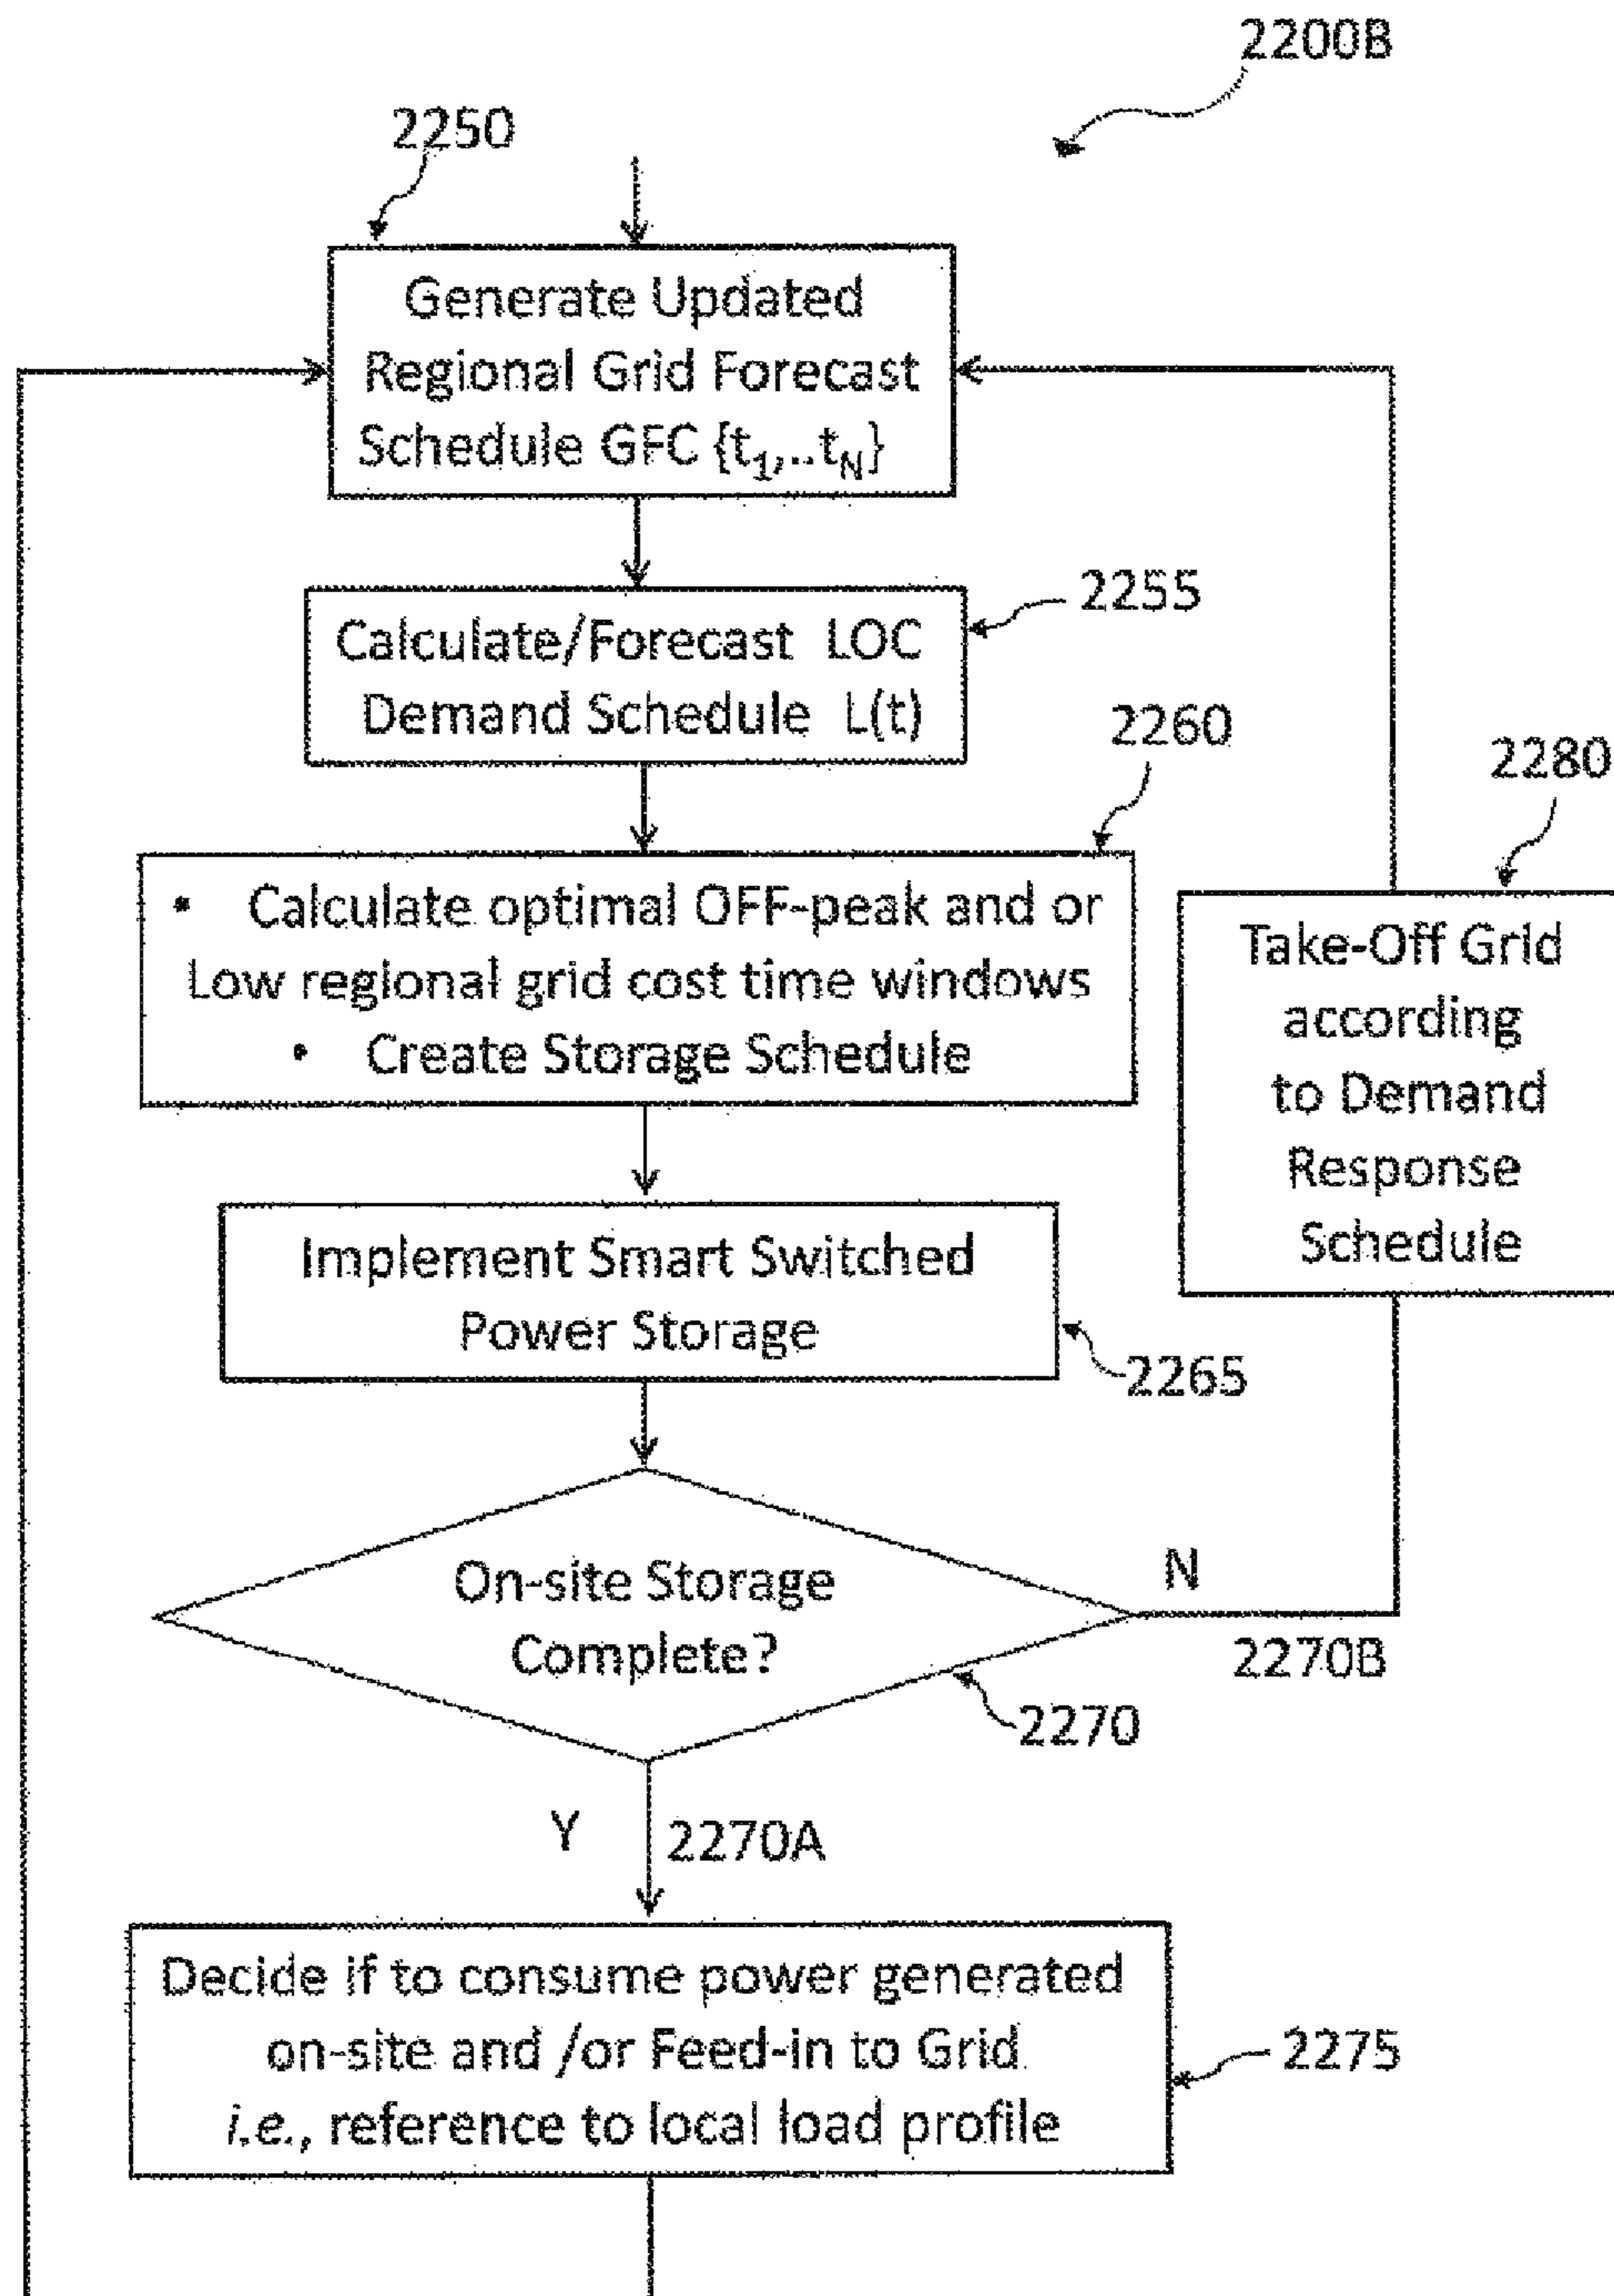 2200B
2250
Generate Updated
Regional Grid Forecast
Schedule GFC {t₁,..t_N}
2255
Calculate/Forecast LOC
Demand Schedule L(t)
2260
2280
• Calculate optimal OFF-peak and or
Low regional grid cost time windows
• Create Storage Schedule
Take-Off Grid
according
to Demand
Response
Schedule
Implement Smart Switched
Power Storage
2265
On-site Storage
Complete?
N
2270B
2270
Y
2270A
Decide if to consume power generated
on-site and /or Feed-in to Grid
i.e., reference to local load profile
2275